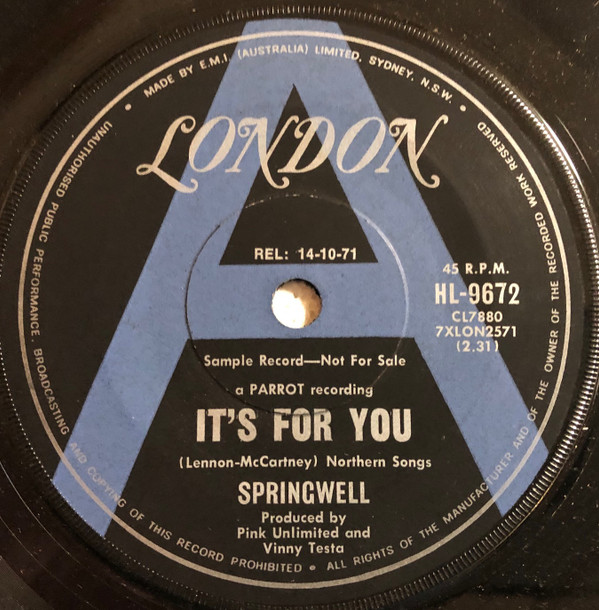 MADE BY E.M.I. (AUSTRALIA) LIMITED. SYDNEY. N.S.W.
UNAUTHORISED PUBLIC PERFORMANCE. BROADCASTING AND COPYING OF THIS RECORD PROHIBITED • ALL RIGHTS OF THE MANUFACTURER AND OF THE OWNER OF THE RECORDED WORK RESERVED
A
LONDON
REL: 14-10-71
45 R.P.M.
HL-9672
CL7880
7XLON2571
(2.31)
Sample Record—Not For Sale
a PARROT recording
IT'S FOR YOU
(Lennon-McCartney) Northern Songs
SPRINGWELL
Produced by
Pink Unlimited and
Vinny Testa